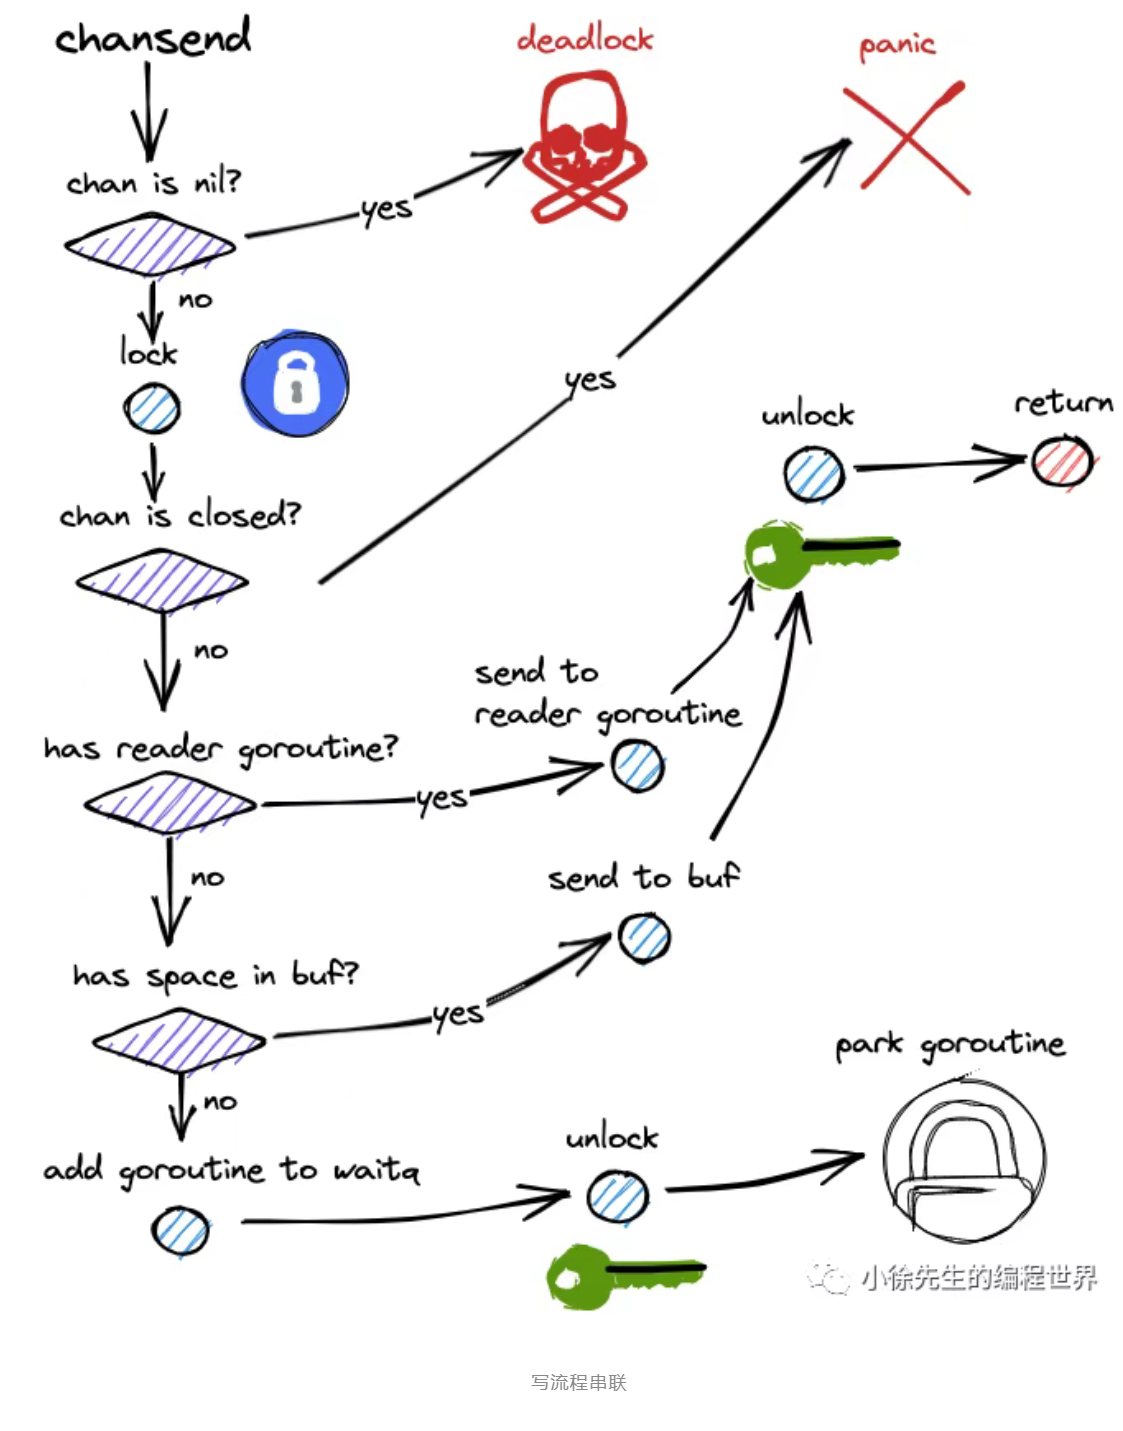 chansend
deadlock
panic
chan is nil?
yes
no
lock
yes
unlock
return
chan is closed?
no
send to
reader goroutine
has reader goroutine?
yes
no
send to buf
has space in buf?
yes
no
park goroutine
unlock
add goroutine to waitq
小徐先生的编程世界
写流程串联